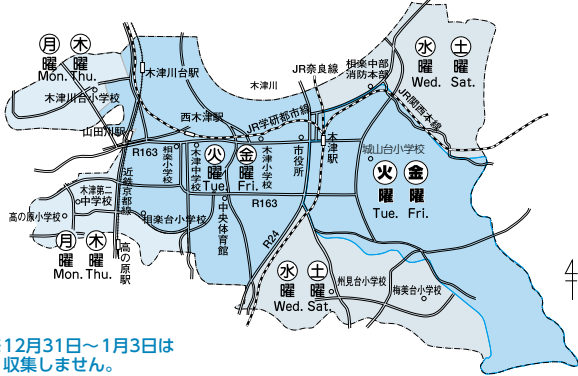 月曜 木曜
Mon. Thu.
木津川台駅
木津川台小学校
山田川駅
西木津駅
木津川
JR奈良線
相楽中部
消防本部
水曜 土曜
Wed. Sat.
JR学研都市線
JR関西本線
R163
相楽小学校
木津中学校
火曜 金曜
Tue. Fri.
木津小学校
市役所
木津駅
城山台小学校
火曜 金曜
Tue. Fri.
近鉄京都線
木津第二
中学校
高の原小学校
相楽台小学校
中央体育館
R163
R24
月曜 木曜
Mon. Thu.
高の原駅
水曜 土曜
Wed. Sat.
州見台小学校
梅美台小学校
※12月31日～1月3日は
収集しません。